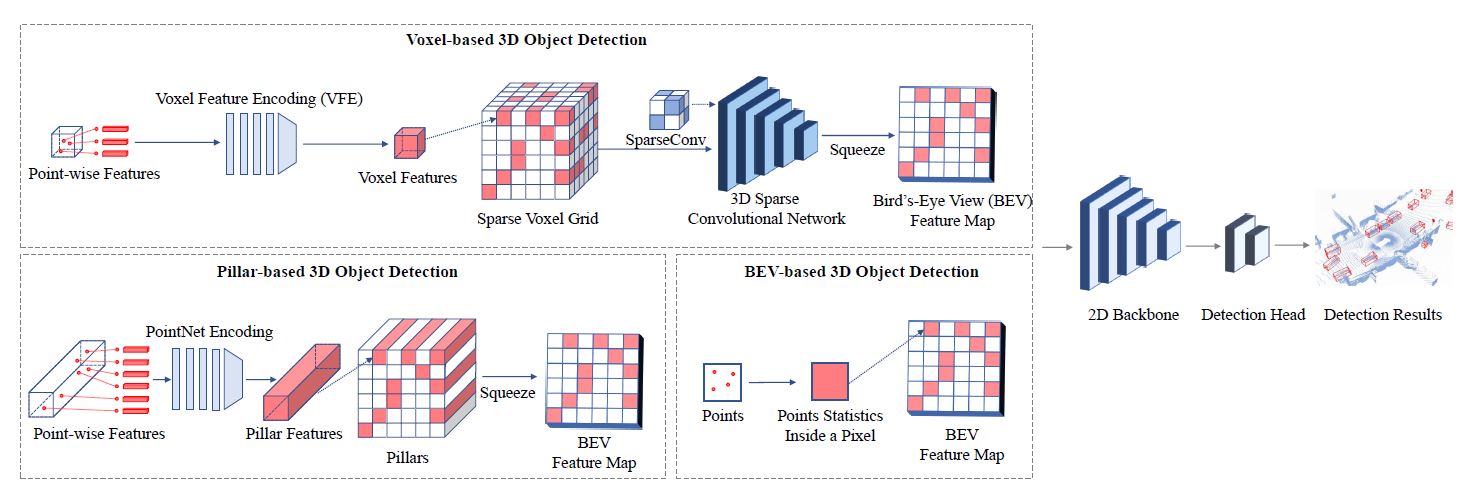 Voxel-based 3D Object Detection
Voxel Feature Encoding (VFE)
Point-wise Features
Voxel Features
Sparse Voxel Grid
SparseConv
3D Sparse
Convolutional Network
Squeeze
Bird's-Eye View (BEV)
Feature Map
Pillar-based 3D Object Detection
PointNet Encoding
Point-wise Features
Pillar Features
Pillars
Squeeze
BEV
Feature Map
BEV-based 3D Object Detection
Points
Points Statistics
Inside a Pixel
BEV
Feature Map
2D Backbone
Detection Head
Detection Results